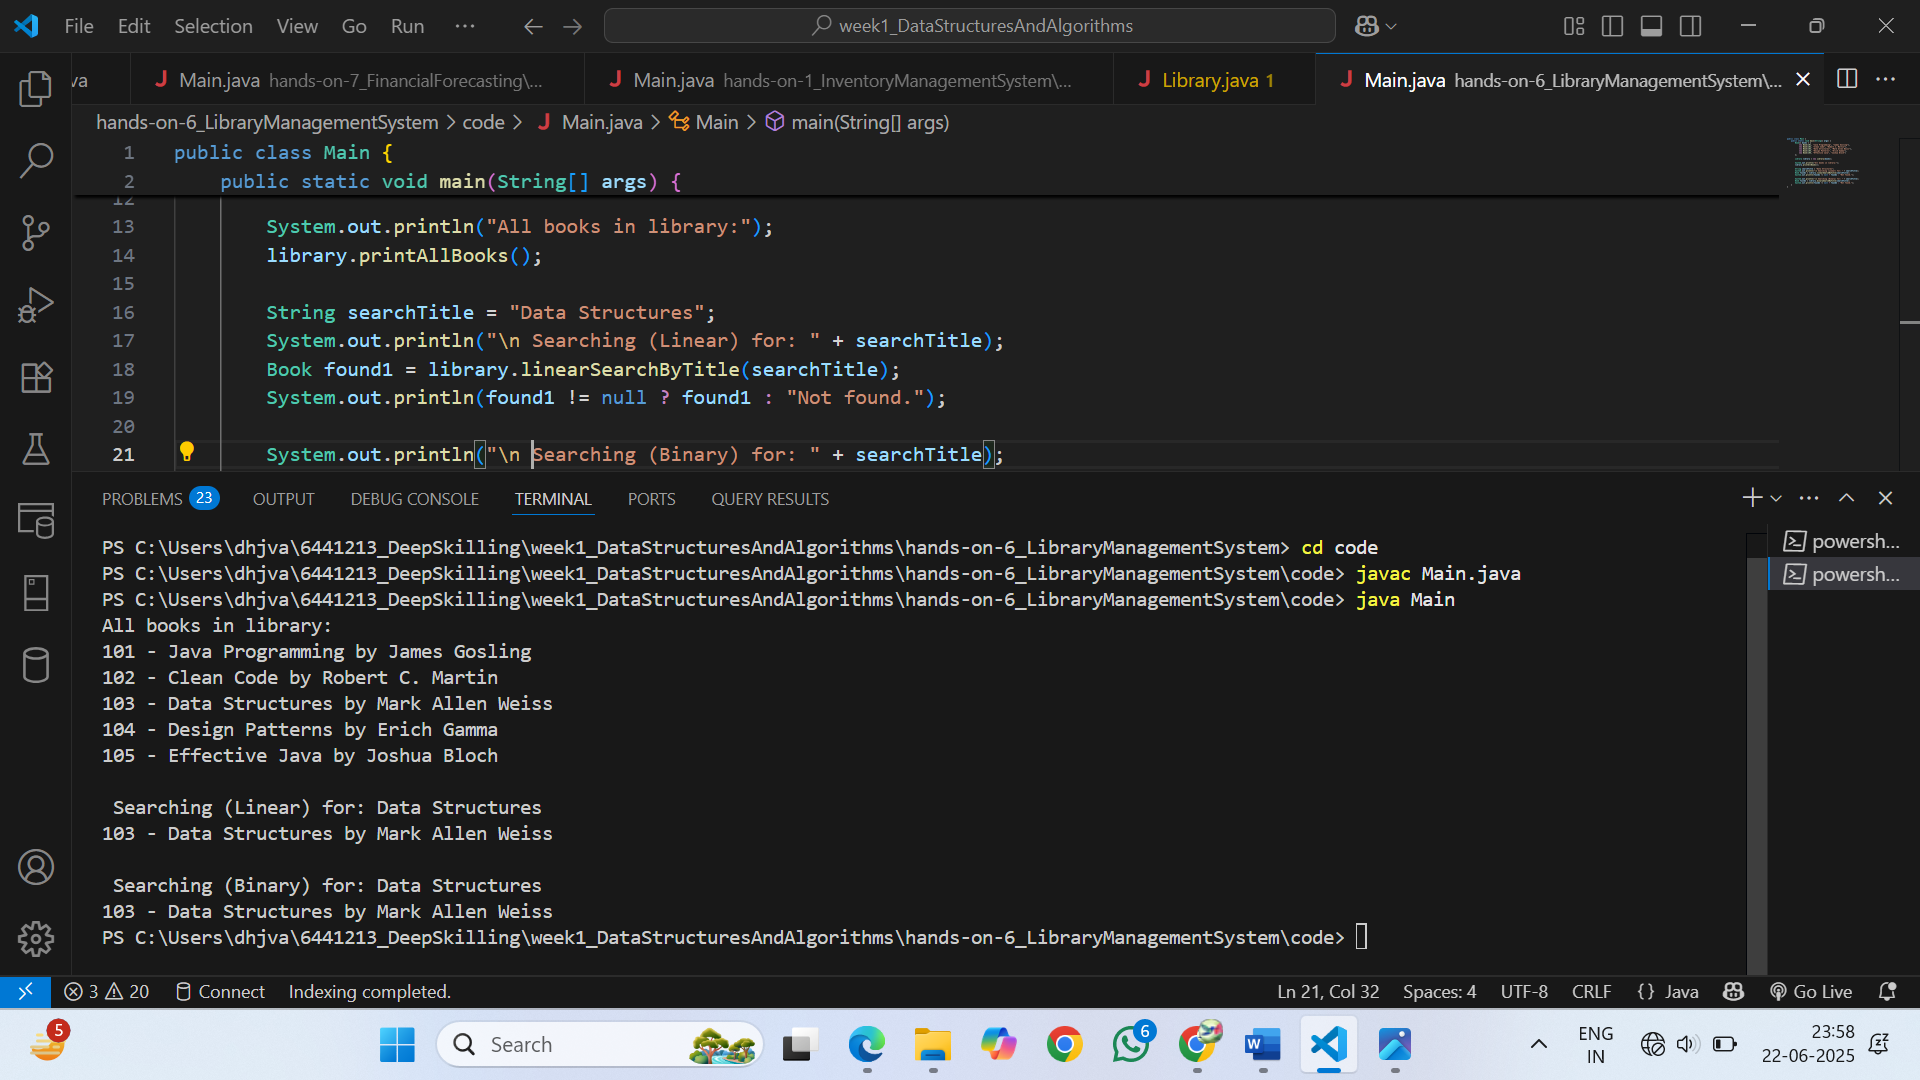 File Edit Selection View Go Run ···
week1_DataStructuresAndAlgorithms
va
Main.java hands-on-7_FinancialForecasting\...
Main.java hands-on-1_InventoryManagementSystem\...
Library.java 1
Main.java hands-on-6_LibraryManagementSystem\...
hands-on-6_LibraryManagementSystem > code > Main.java > Main > main(String[] args)
1 public class Main {
2 public static void main(String[] args) {
12
13 System.out.println("All books in library:");
14 library.printAllBooks();
15
16 String searchTitle = "Data Structures";
17 System.out.println("\n Searching (Linear) for: " + searchTitle);
18 Book found1 = library.linearSearchByTitle(searchTitle);
19 System.out.println(found1 != null ? found1 : "Not found.");
20
21 System.out.println("\n Searching (Binary) for: " + searchTitle);
PROBLEMS 23 OUTPUT DEBUG CONSOLE TERMINAL PORTS QUERY RESULTS
PS C:\Users\dhjva\6441213_DeepSkilling\week1_DataStructuresAndAlgorithms\hands-on-6_LibraryManagementSystem> cd code
PS C:\Users\dhjva\6441213_DeepSkilling\week1_DataStructuresAndAlgorithms\hands-on-6_LibraryManagementSystem\code> javac Main.java
PS C:\Users\dhjva\6441213_DeepSkilling\week1_DataStructuresAndAlgorithms\hands-on-6_LibraryManagementSystem\code> java Main
All books in library:
101 - Java Programming by James Gosling
102 - Clean Code by Robert C. Martin
103 - Data Structures by Mark Allen Weiss
104 - Design Patterns by Erich Gamma
105 - Effective Java by Joshua Bloch
Searching (Linear) for: Data Structures
103 - Data Structures by Mark Allen Weiss
Searching (Binary) for: Data Structures
103 - Data Structures by Mark Allen Weiss
PS C:\Users\dhjva\6441213_DeepSkilling\week1_DataStructuresAndAlgorithms\hands-on-6_LibraryManagementSystem\code>
powersh...
powersh...
3 20 Connect Indexing completed.
Ln 21, Col 32 Spaces: 4 UTF-8 CRLF {} Java Go Live
5
Search
6
ENG
IN
23:58
22-06-2025